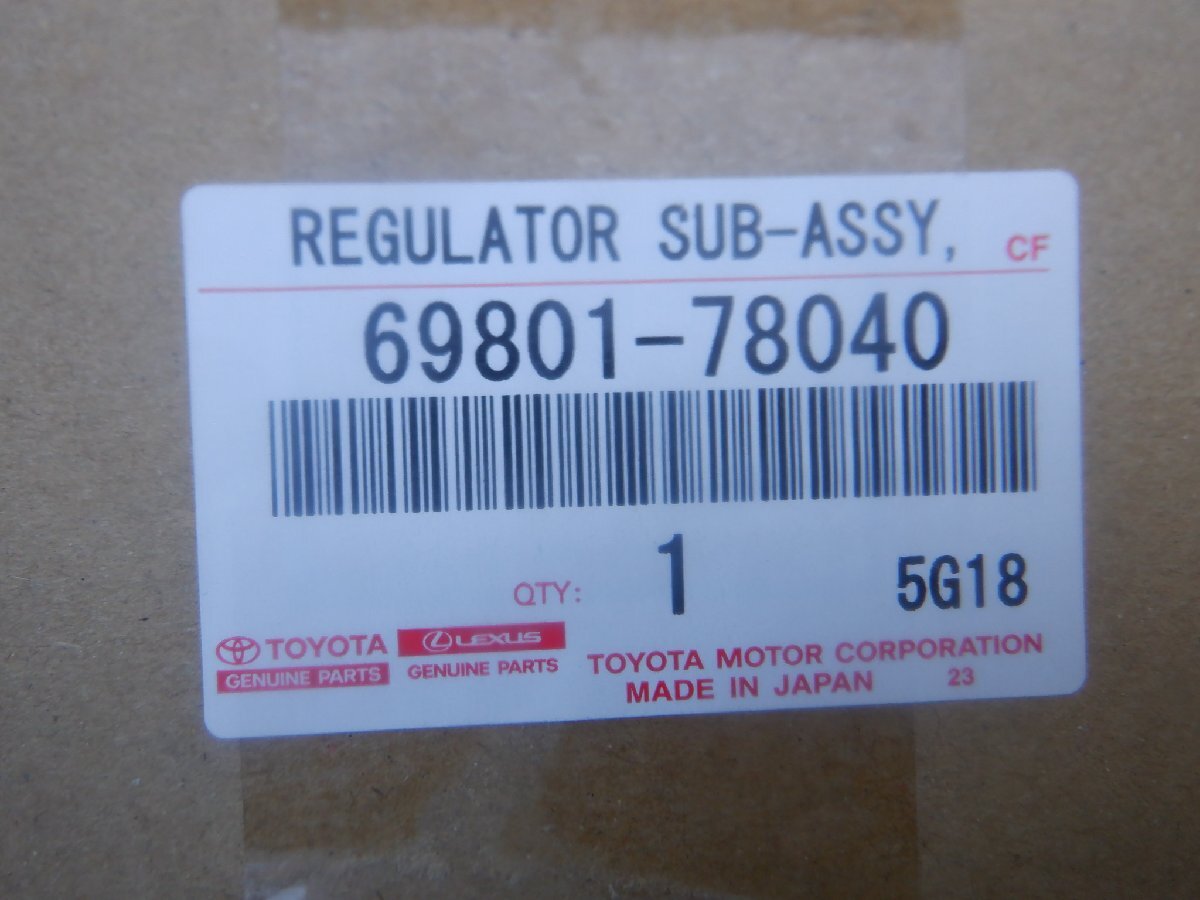 REGULATOR SUB-ASSY, CF
69801-78040
QTY: 1 5G18
TOYOTA LEXUS
GENUINE PARTS GENUINE PARTS
TOYOTA MOTOR CORPORATION
MADE IN JAPAN 23